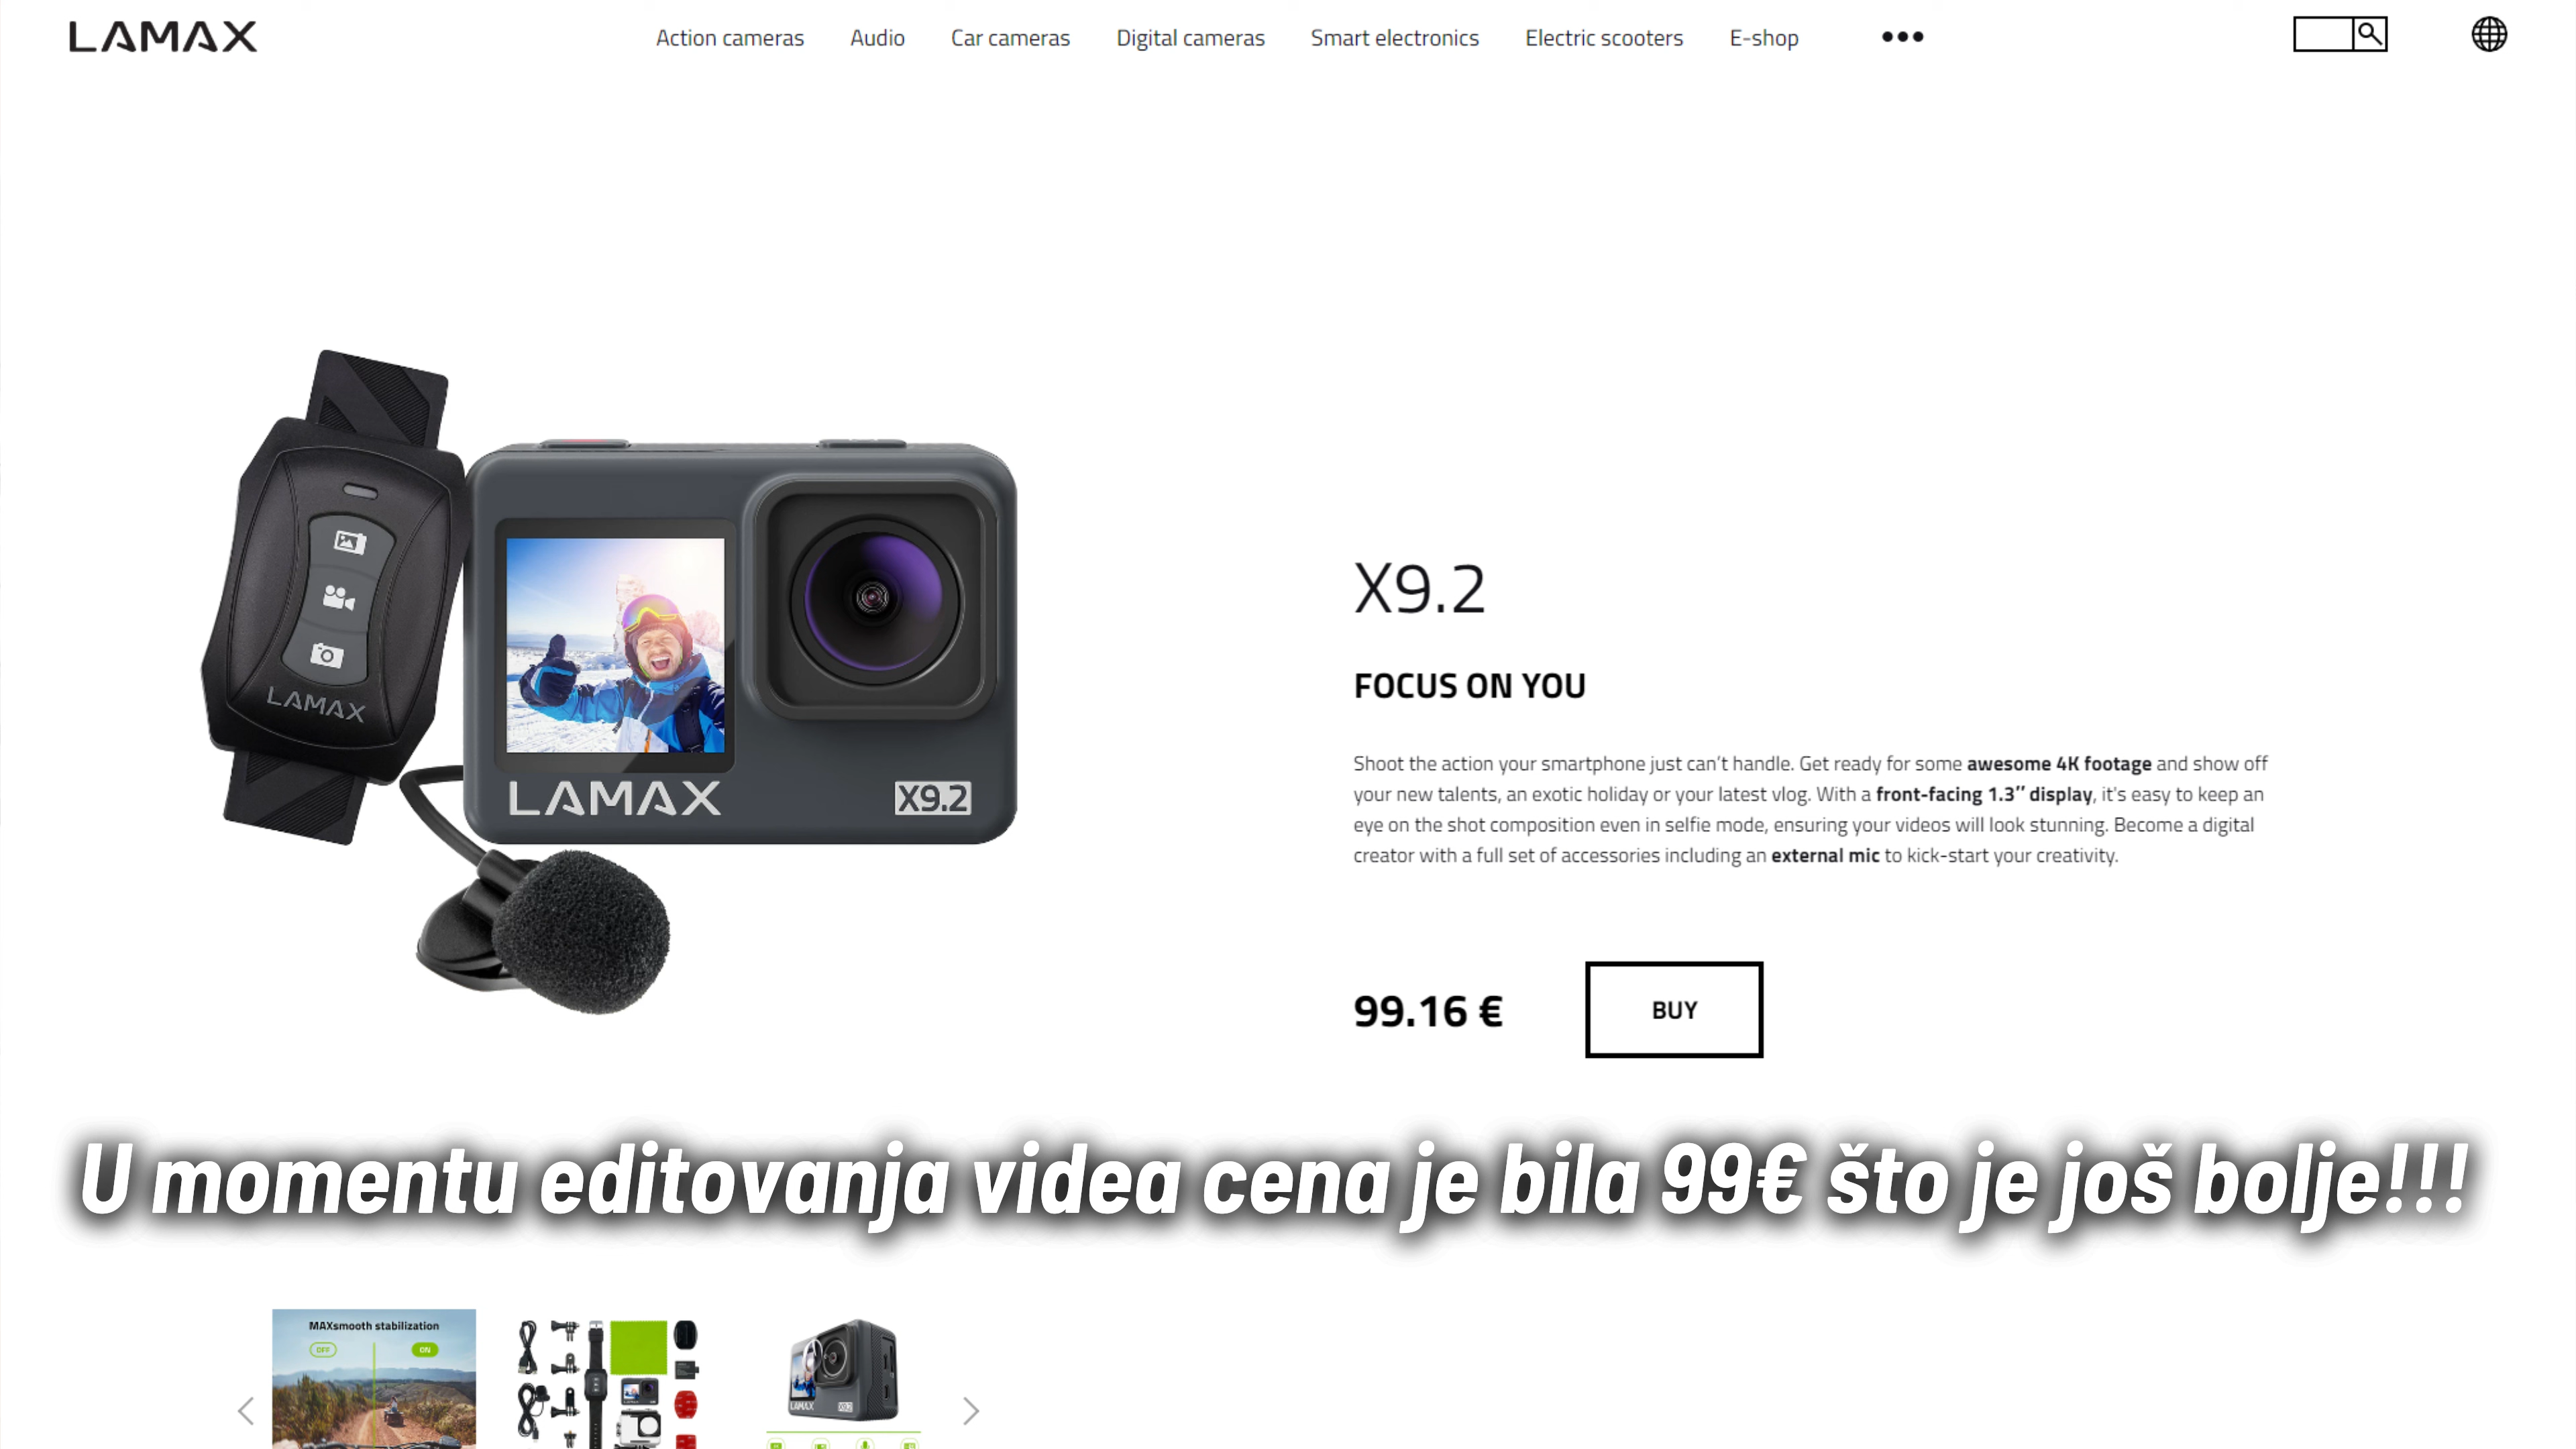 LAMAX
Action cameras Audio Car cameras Digital cameras Smart electronics Electric scooters E-shop
LAMAX
LAMAX
X9.2
X9.2
FOCUS ON YOU
Shoot the action your smartphone just can't handle. Get ready for some awesome 4K footage and show off
your new talents, an exotic holiday or your latest vlog. With a front-facing 1.3″ display, it's easy to keep an
eye on the shot composition even in selfie mode, ensuring your videos will look stunning. Become a digital
creator with a full set of accessories including an external mic to kick-start your creativity.
99.16 €
BUY
U momentu editovanja videa cena je bila 99€ što je još bolje!!!
MAXsmooth stabilization
OFF ON
LAMAX X9.2